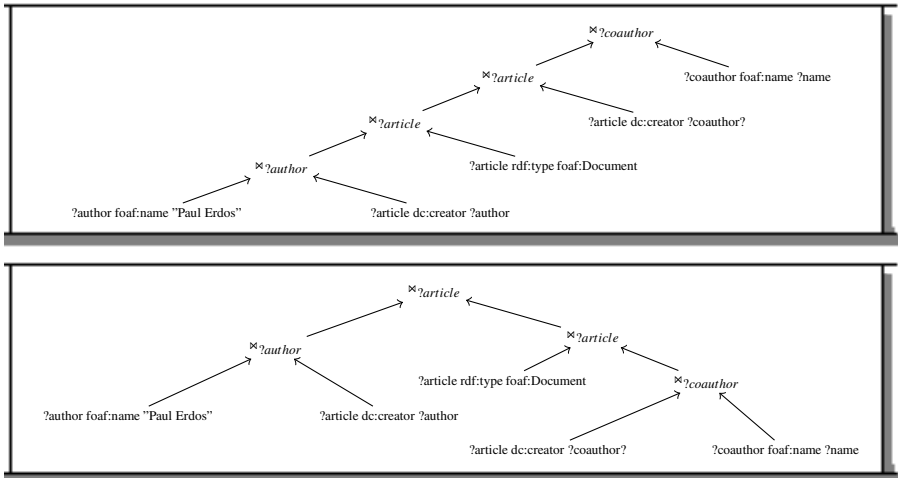 ⋈?coauthor
?coauthor foaf:name ?name
⋈?article
?article dc:creator ?coauthor?
⋈?article
?article rdf:type foaf:Document
⋈?author
?author foaf:name ”Paul Erdos”
?article dc:creator ?author
⋈?article
⋈?author
⋈?article
?article rdf:type foaf:Document
⋈?coauthor
?author foaf:name ”Paul Erdos”
?article dc:creator ?author
?article dc:creator ?coauthor?
?coauthor foaf:name ?name